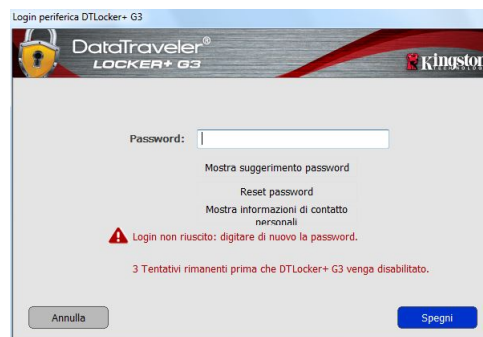 Login periferica DTLocker+ G3
DataTraveler®
LOCKER+ G3
Kingston
TECHNOLOGY
Password:
Mostra suggerimento password
Reset password
Mostra informazioni di contatto
personali
Login non riuscito: digitare di nuovo la password.
3 Tentativi rimanenti prima che DTLocker+ G3 venga disabilitato.
Annulla
Spegni